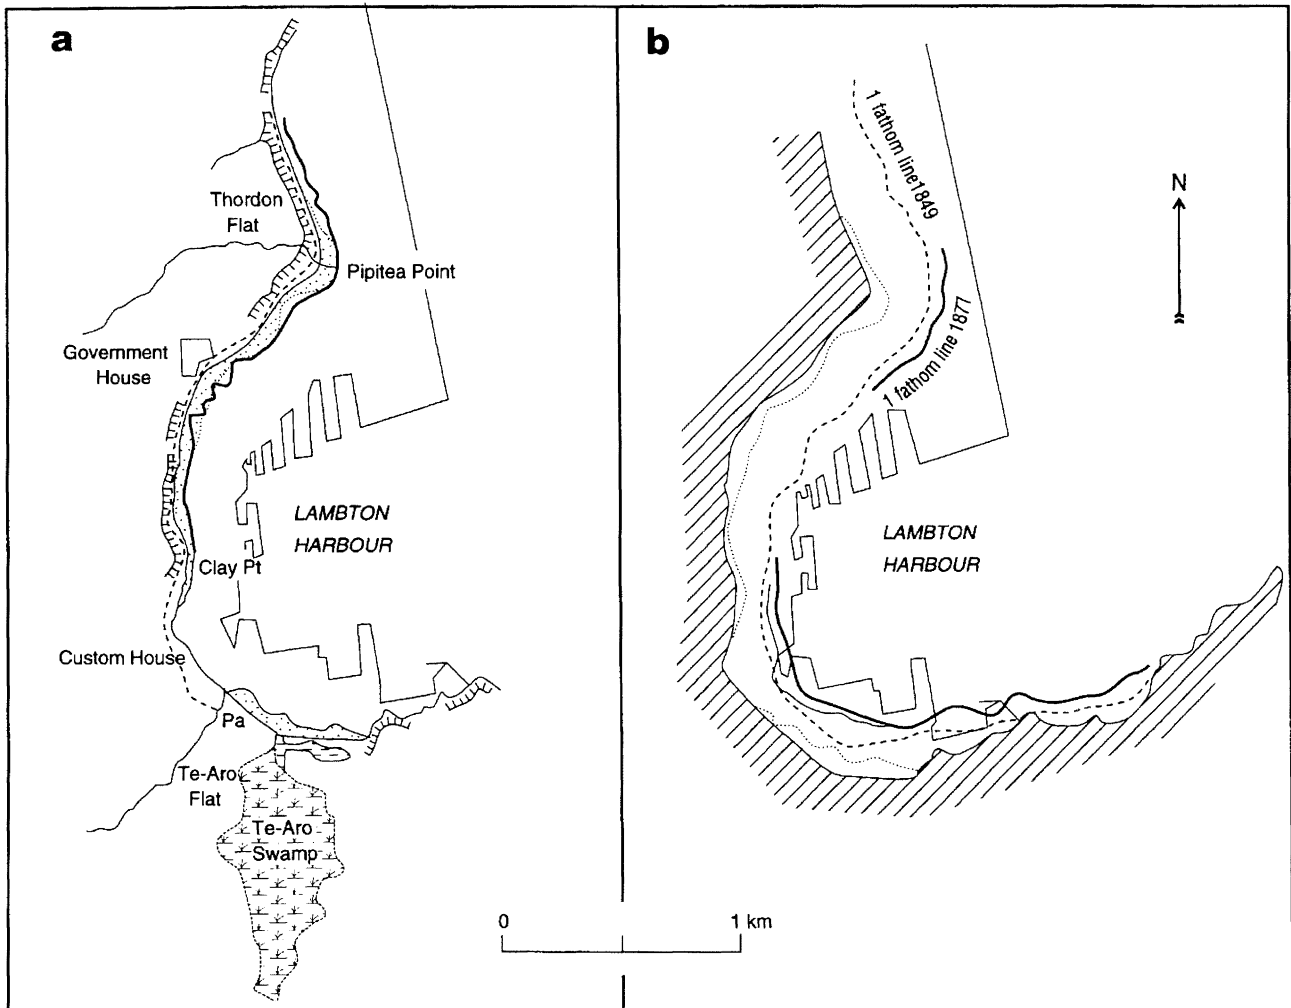 a
Thordon
Flat
Pipitea Point
Government
House
LAMBTON
HARBOUR
Clay Pt
Custom House
Pa
Te-Aro
Flat
Te-Aro
Swamp
b
1 fathom line1849
N
1 fathom line 1877
LAMBTON
HARBOUR
0 1 km